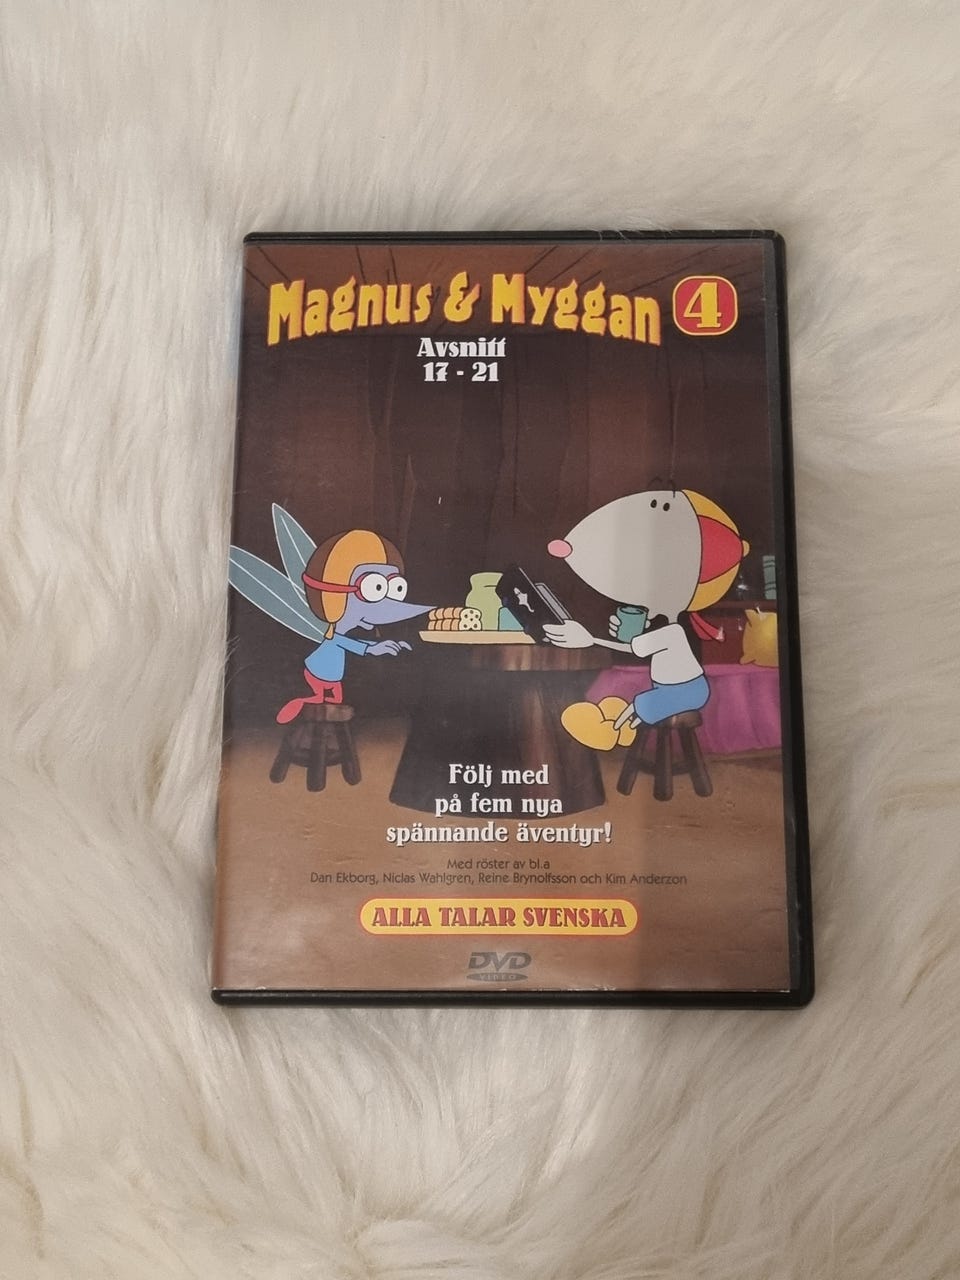 Magnus & Myggan 4
Avsnitt
17 - 21
Följ med
på fem nya
spännande äventyr!
Med röster av bl.a
Dan Ekborg, Niclas Wahlgren, Reine Brynolfsson och Kim Anderzon
ALLA TALAR SVENSKA
DVD
VIDEO